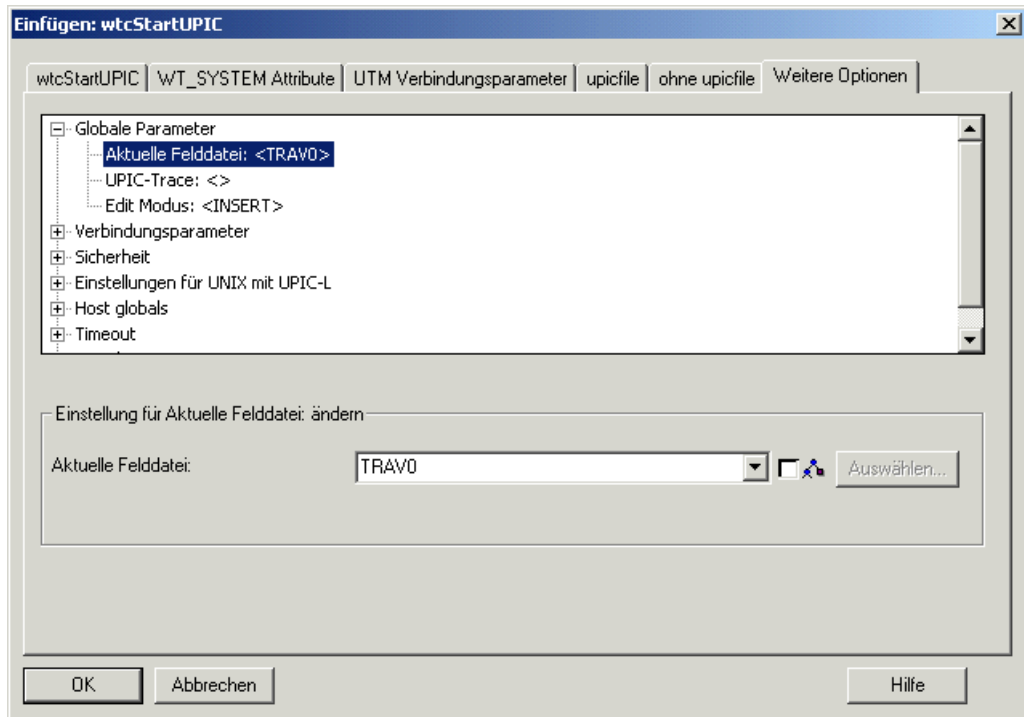 Einfügen: wtcStartUPIC
wtcStartUPIC WT_SYSTEM Attribute UTM Verbindungsparameter upicfile ohne upicfile Weitere Optionen
Globale Parameter
Aktuelle Felddatei: <TRAV0>
UPIC-Trace: <>
Edit Modus: <INSERT>
Verbindungsparameter
Sicherheit
Einstellungen für UNIX mit UPIC-L
Host globals
Timeout
Einstellung für Aktuelle Felddatei: ändern
Aktuelle Felddatei: TRAV0 Auswählen...
OK Abbrechen Hilfe